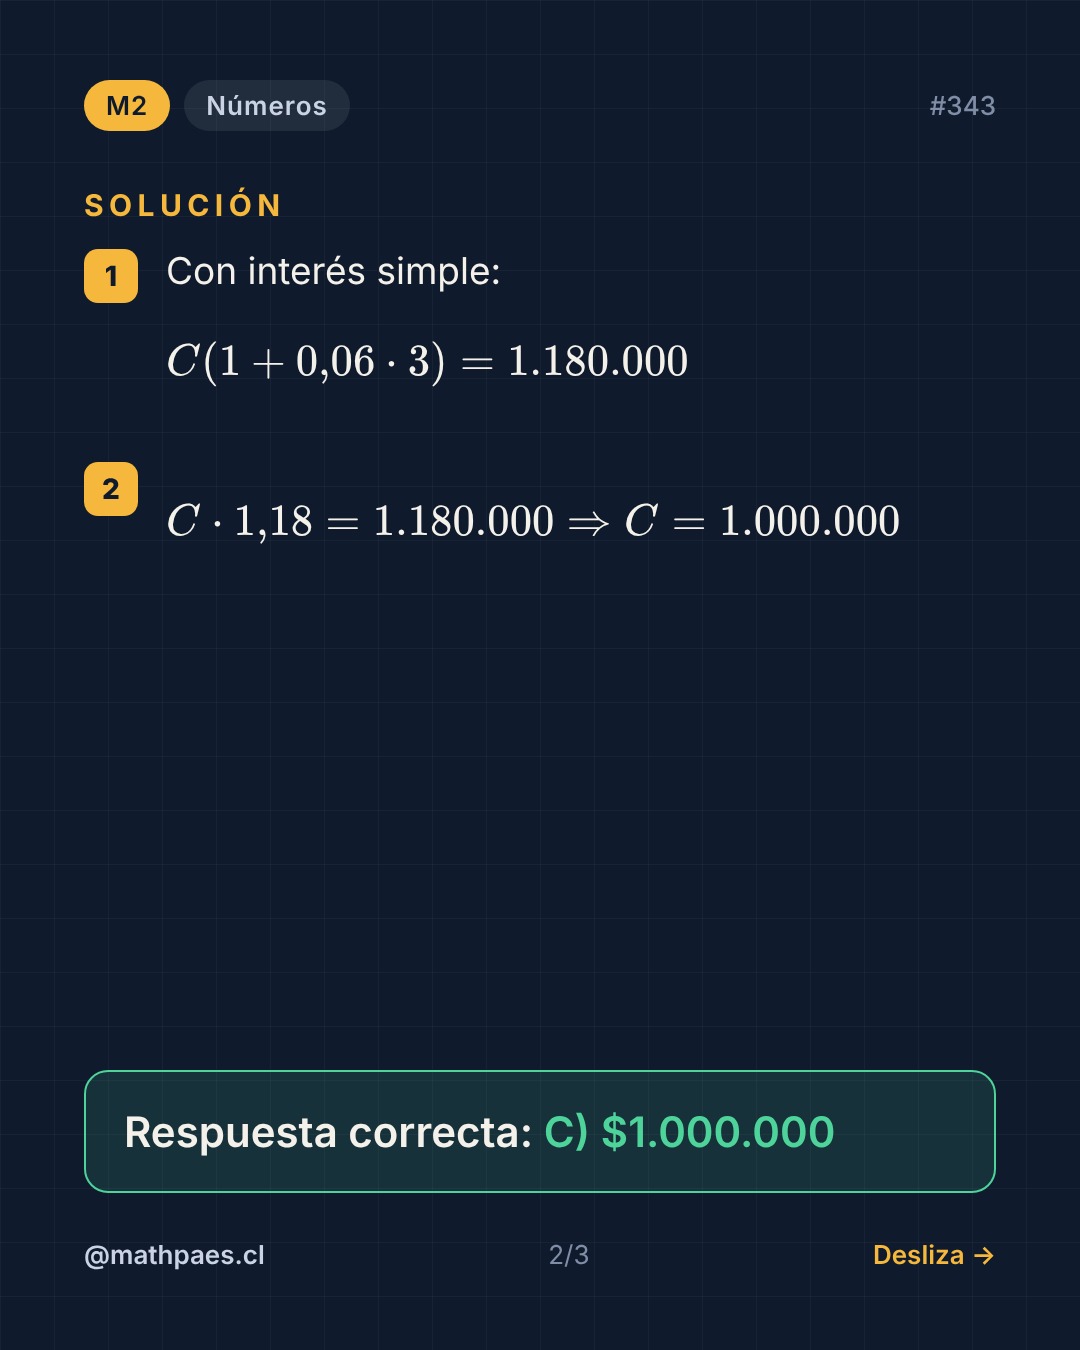 M2 Números #343
SOLUCIÓN
1 Con interés simple:
C(1 + 0,06 · 3) = 1.180.000
2
C · 1,18 = 1.180.000 ⇒ C = 1.000.000
Respuesta correcta: C) $1.000.000
@mathpaes.cl 2/3 Desliza →